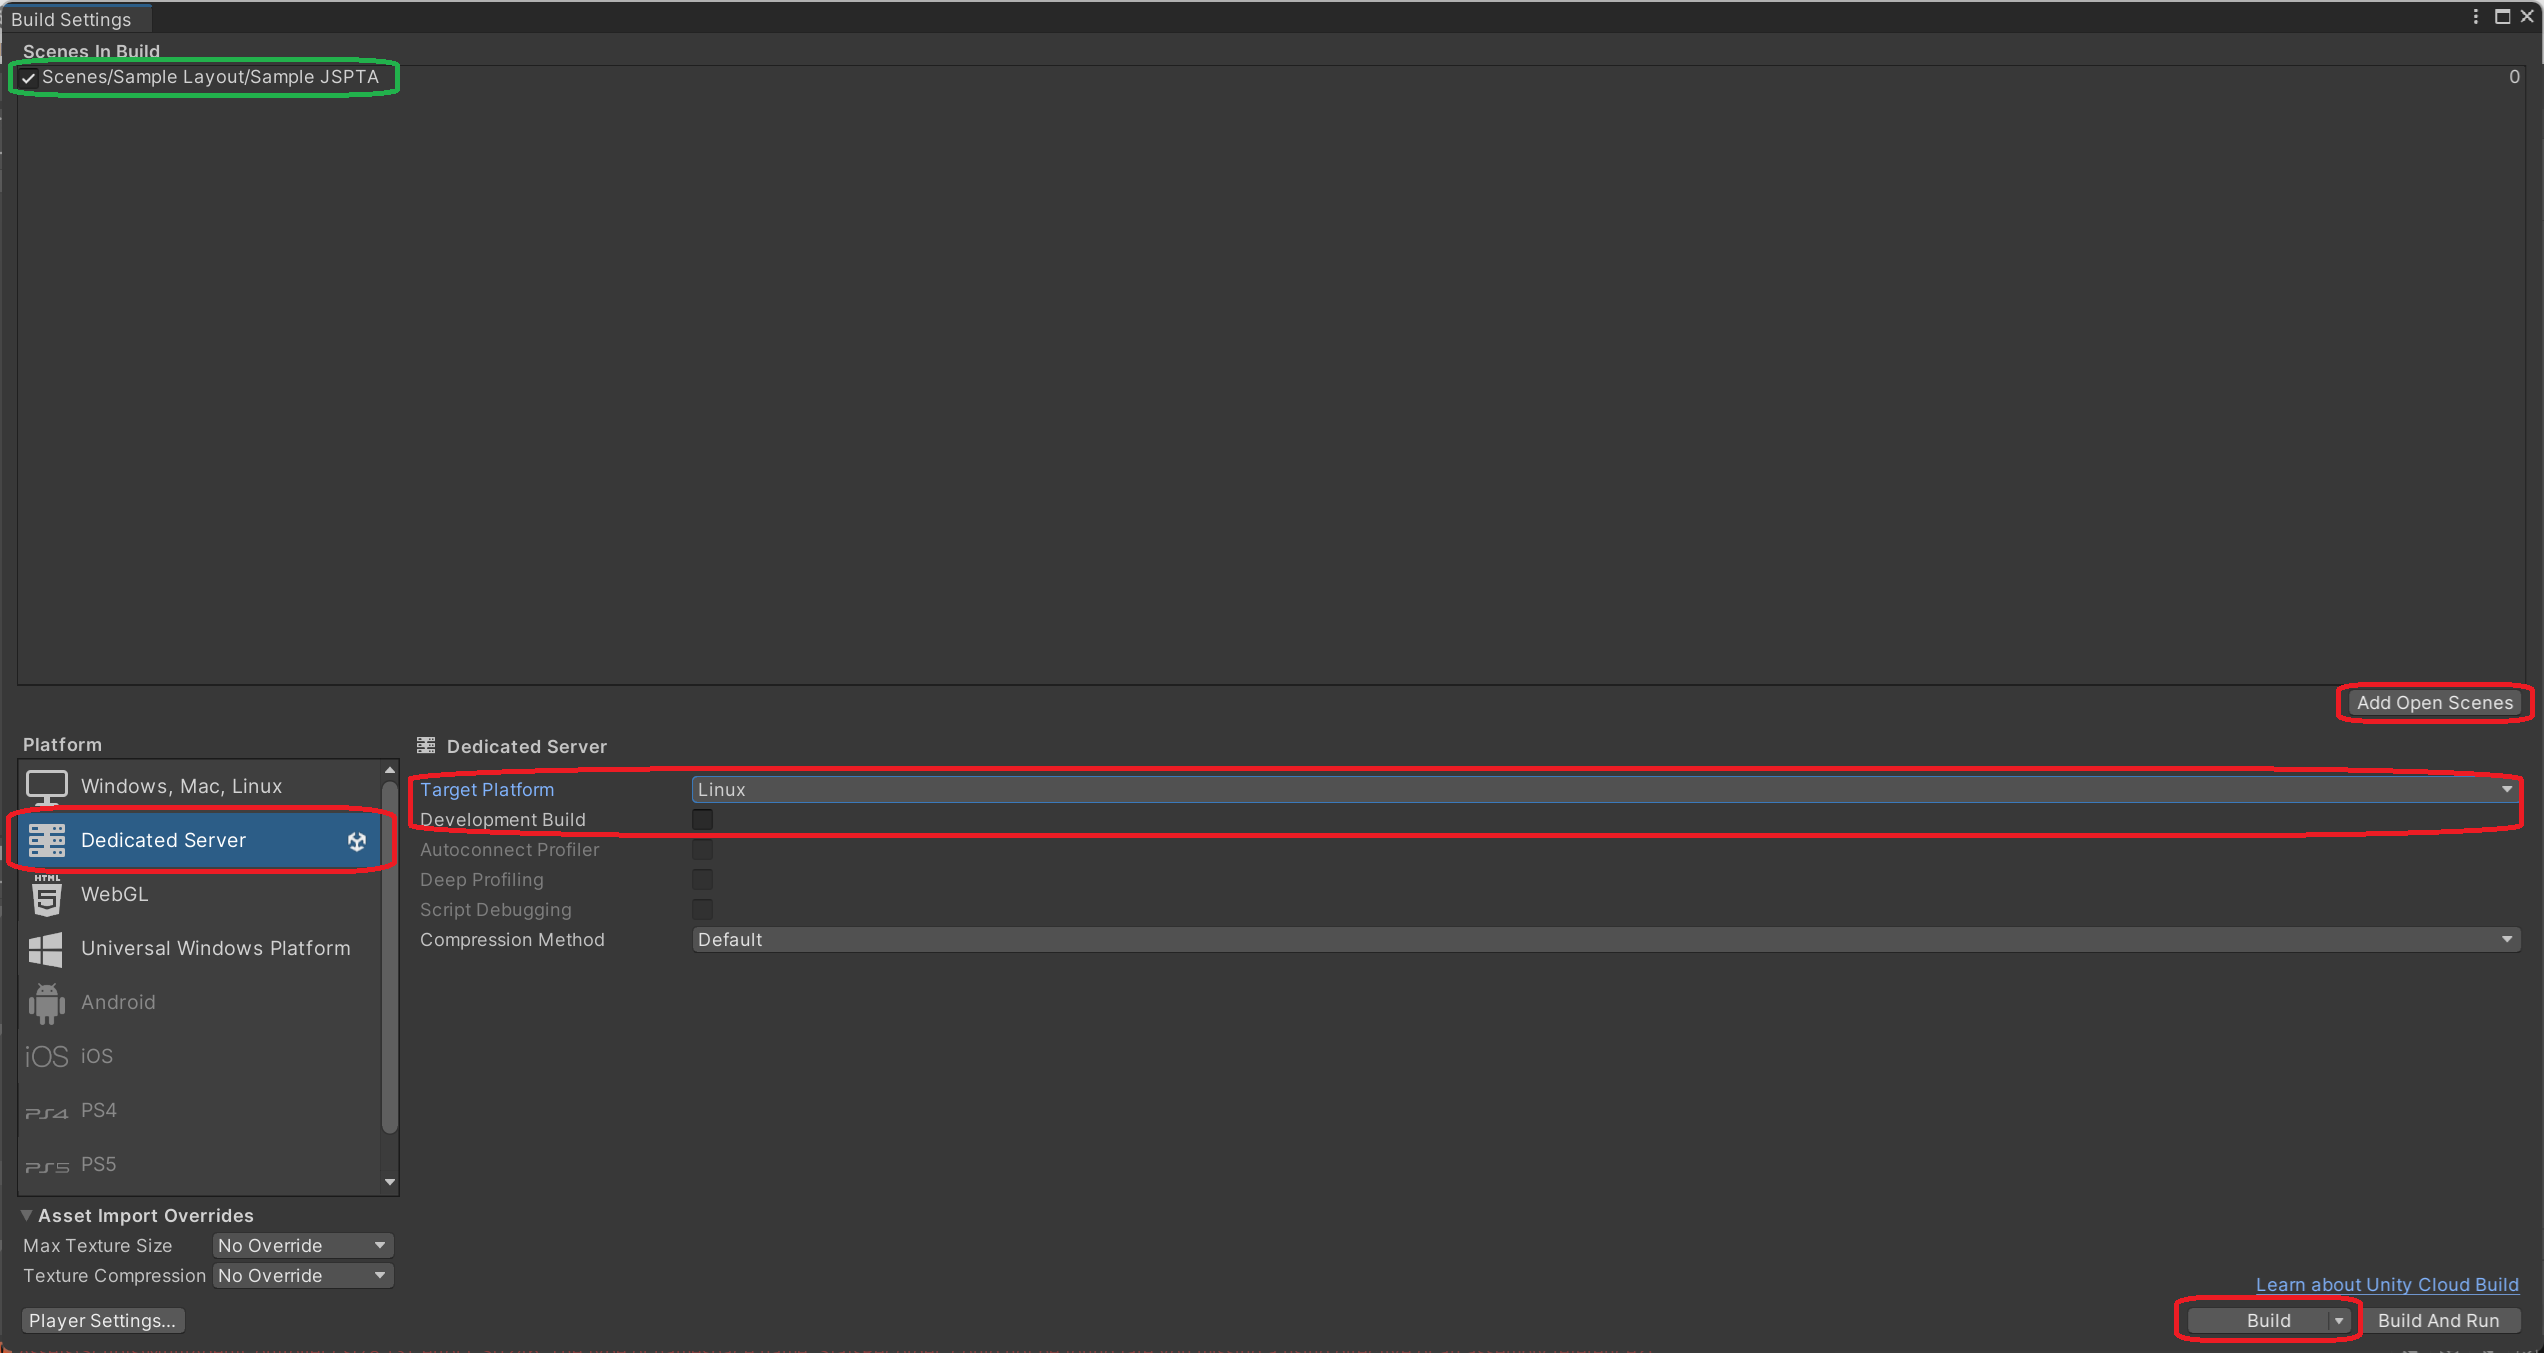 Build Settings
Scenes In Build
Scenes/Sample Layout/Sample JSPTA 0
Add Open Scenes
Platform
Windows, Mac, Linux
Dedicated Server
HTML
5
WebGL
Universal Windows Platform
Android
iOS iOS
PS4 PS4
PS5 PS5
Dedicated Server
Target Platform Linux
Development Build
Autoconnect Profiler
Deep Profiling
Script Debugging
Compression Method Default
Asset Import Overrides
Max Texture Size No Override
Texture Compression No Override
Player Settings...
Learn about Unity Cloud Build
Build Build And Run